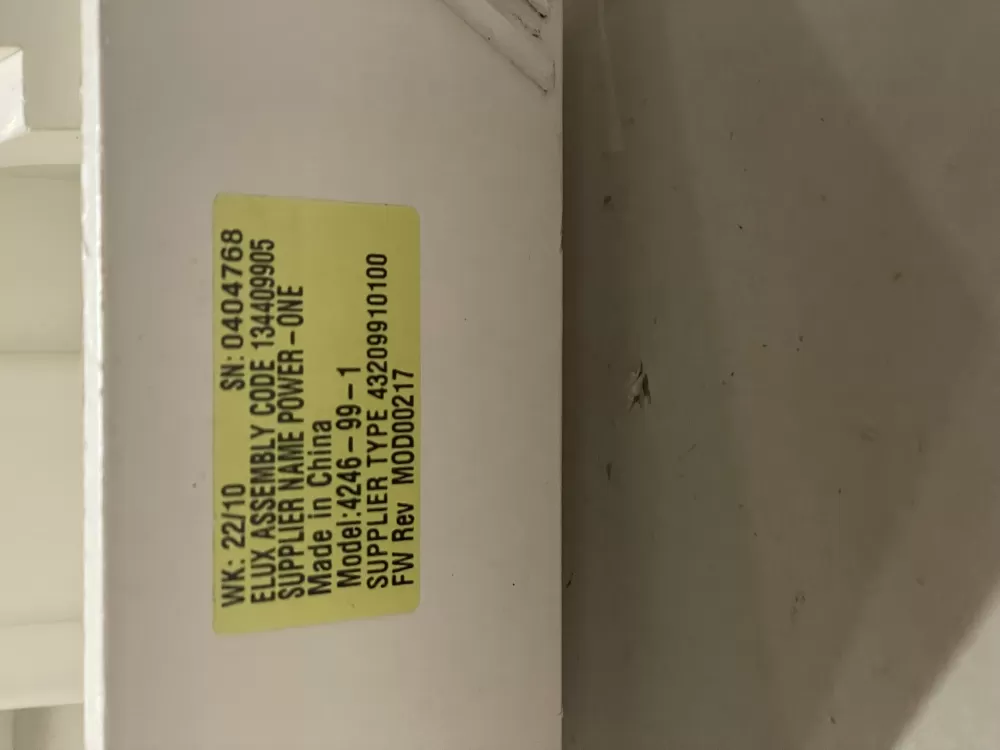 WK: 22/10 SN: 0404768
ELUX ASSEMBLY CODE 134409905
SUPPLIER NAME POWER-ONE
Made in China
Model:4246-99-1
SUPPLIER TYPE 43209910100
FW Rev MOD00217